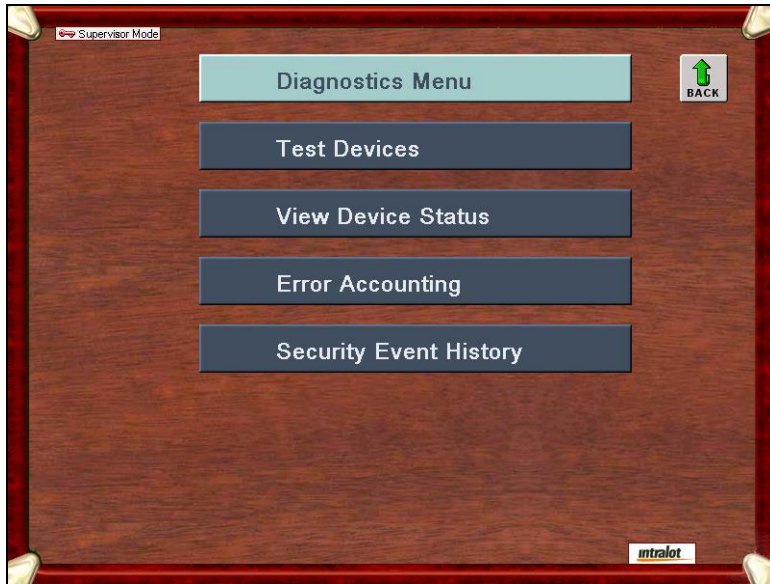 Supervisor Mode
Diagnostics Menu
BACK
Test Devices
View Device Status
Error Accounting
Security Event History
intralot